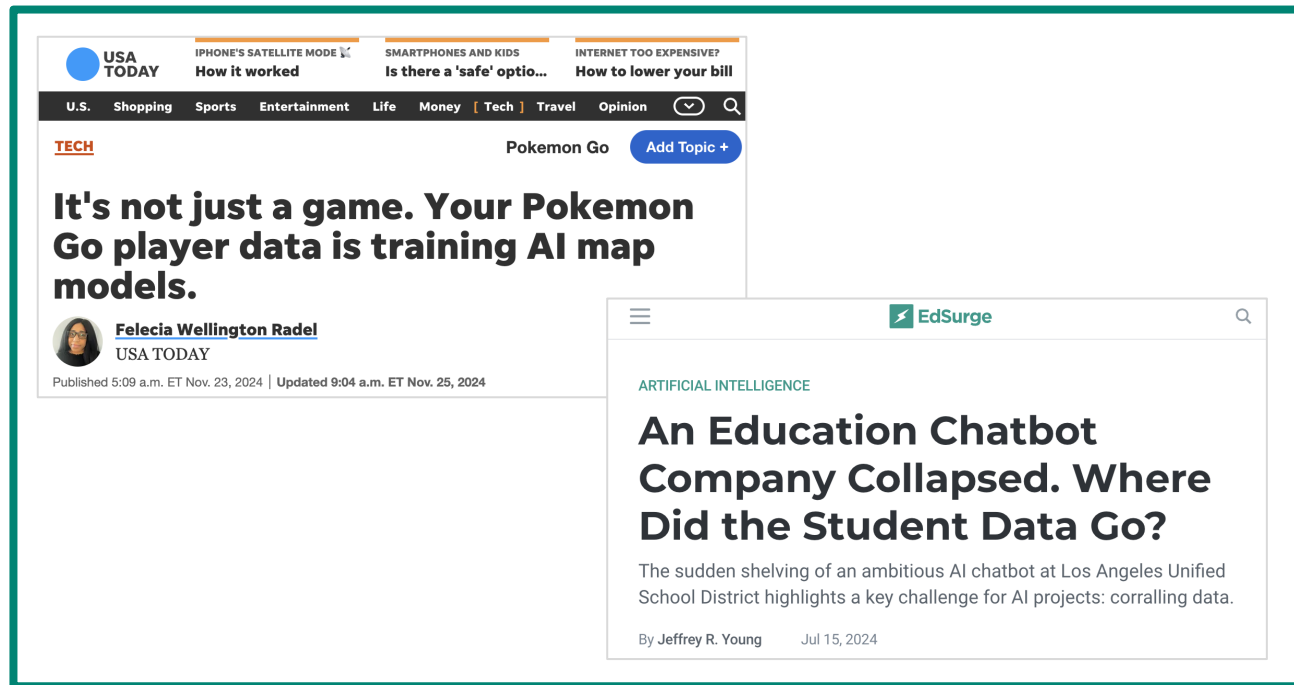 USA
TODAY
IPHONE'S SATELLITE MODE
How it worked
SMARTPHONES AND KIDS
Is there a 'safe' optio...
INTERNET TOO EXPENSIVE?
How to lower your bill
U.S. Shopping Sports Entertainment Life Money [ Tech ] Travel Opinion
TECH
Pokemon Go
Add Topic +
It's not just a game. Your Pokemon
Go player data is training AI map
models.
Felecia Wellington Radel
USA TODAY
Published 5:09 a.m. ET Nov. 23, 2024 | Updated 9:04 a.m. ET Nov. 25, 2024
EdSurge
ARTIFICIAL INTELLIGENCE
An Education Chatbot
Company Collapsed. Where
Did the Student Data Go?
The sudden shelving of an ambitious AI chatbot at Los Angeles Unified
School District highlights a key challenge for AI projects: corralling data.
By Jeffrey R. Young Jul 15, 2024